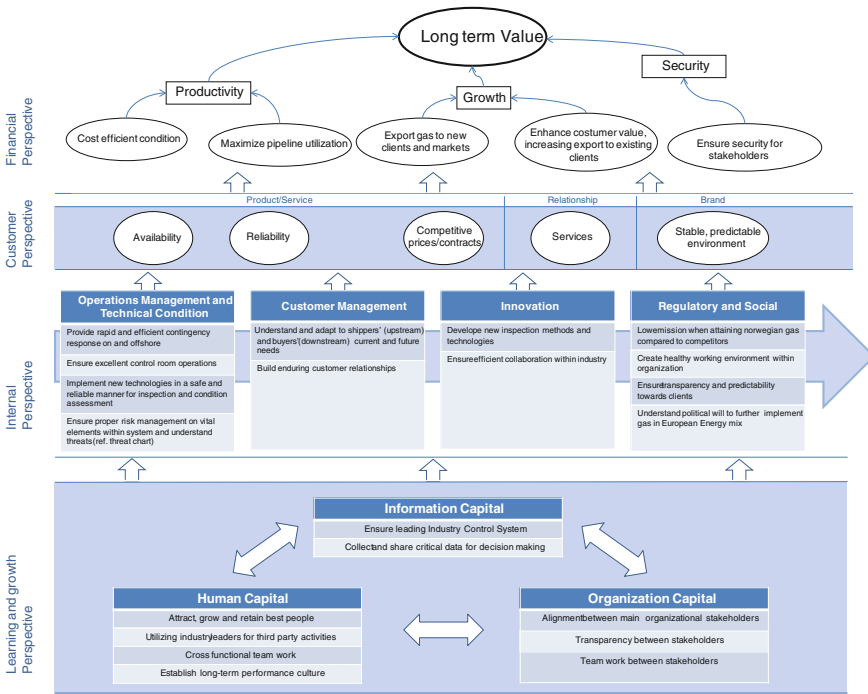 Long term Value
Productivity
Growth
Security
Financial
Perspective
Cost efficient condition
Maximize pipeline utilization
Export gas to new
clients and markets
Enhance costumer value,
increasing export to existing
clients
Ensure security for
stakeholders
Customer
Perspective
Product/Service
Relationship
Brand
Availability
Reliability
Competitive
prices/contracts
Services
Stable, predictable
environment
Internal
Perspective
Operations Management and
Technical Condition
Provide rapid and efficient contingency
response on and offshore
Ensure excellent control room operations
Implement new technologies in a safe and
reliable manner for inspection and condition
assessment
Ensure proper risk management on vital
elements within system and understand
threats(ref. threat chart)
Customer Management
Understand and adapt to shippers' (upstream)
and buyers'(downstream) current and future
needs
Build enduring customer relationships
Innovation
Develope new inspection methods and
technologies
Ensureefficient collaboration within industry
Regulatory and Social
Lowemission when attaining norwegian gas
compared to competitors
Create healthy working environment within
organization
Ensuretransparency and predictability
towards clients
Understand political will to further implement
gas in European Energy mix
Learning and growth
Perspective
Information Capital
Ensure leading Industry Control System
Collectand share critical data for decision making
Human Capital
Attract, grow and retain best people
Utilizing industryleaders for third party activities
Cross functional team work
Establish long-term performance culture
Organization Capital
Alignmentbetween main organizational stakeholders
Transparency between stakeholders
Team work between stakeholders